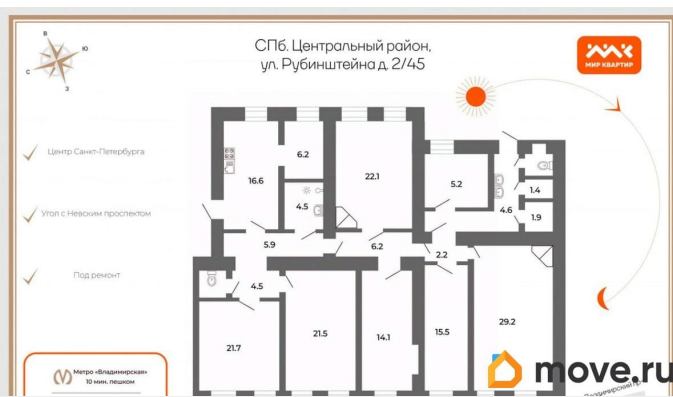 В
Ю
С
З
СПб. Центральный район,
ул. Рубинштейна д. 2/45
МИР КВАРТИР
Центр Санкт-Петербурга
Угол с Невским проспектом
Под ремонт
16.6
6.2
22.1
4.5
5.2
4.6
1.4
1.9
5.9
6.2
2.2
4.5
21.7
21.5
14.1
15.5
29.2
Метро «Владимирская»
10 мин. пешком
move.ru
Владимирский пр.